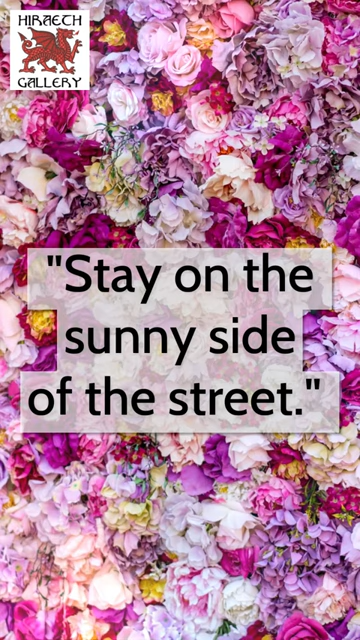 HIRAETH
GALLERY
"Stay on the
sunny side
of the street."